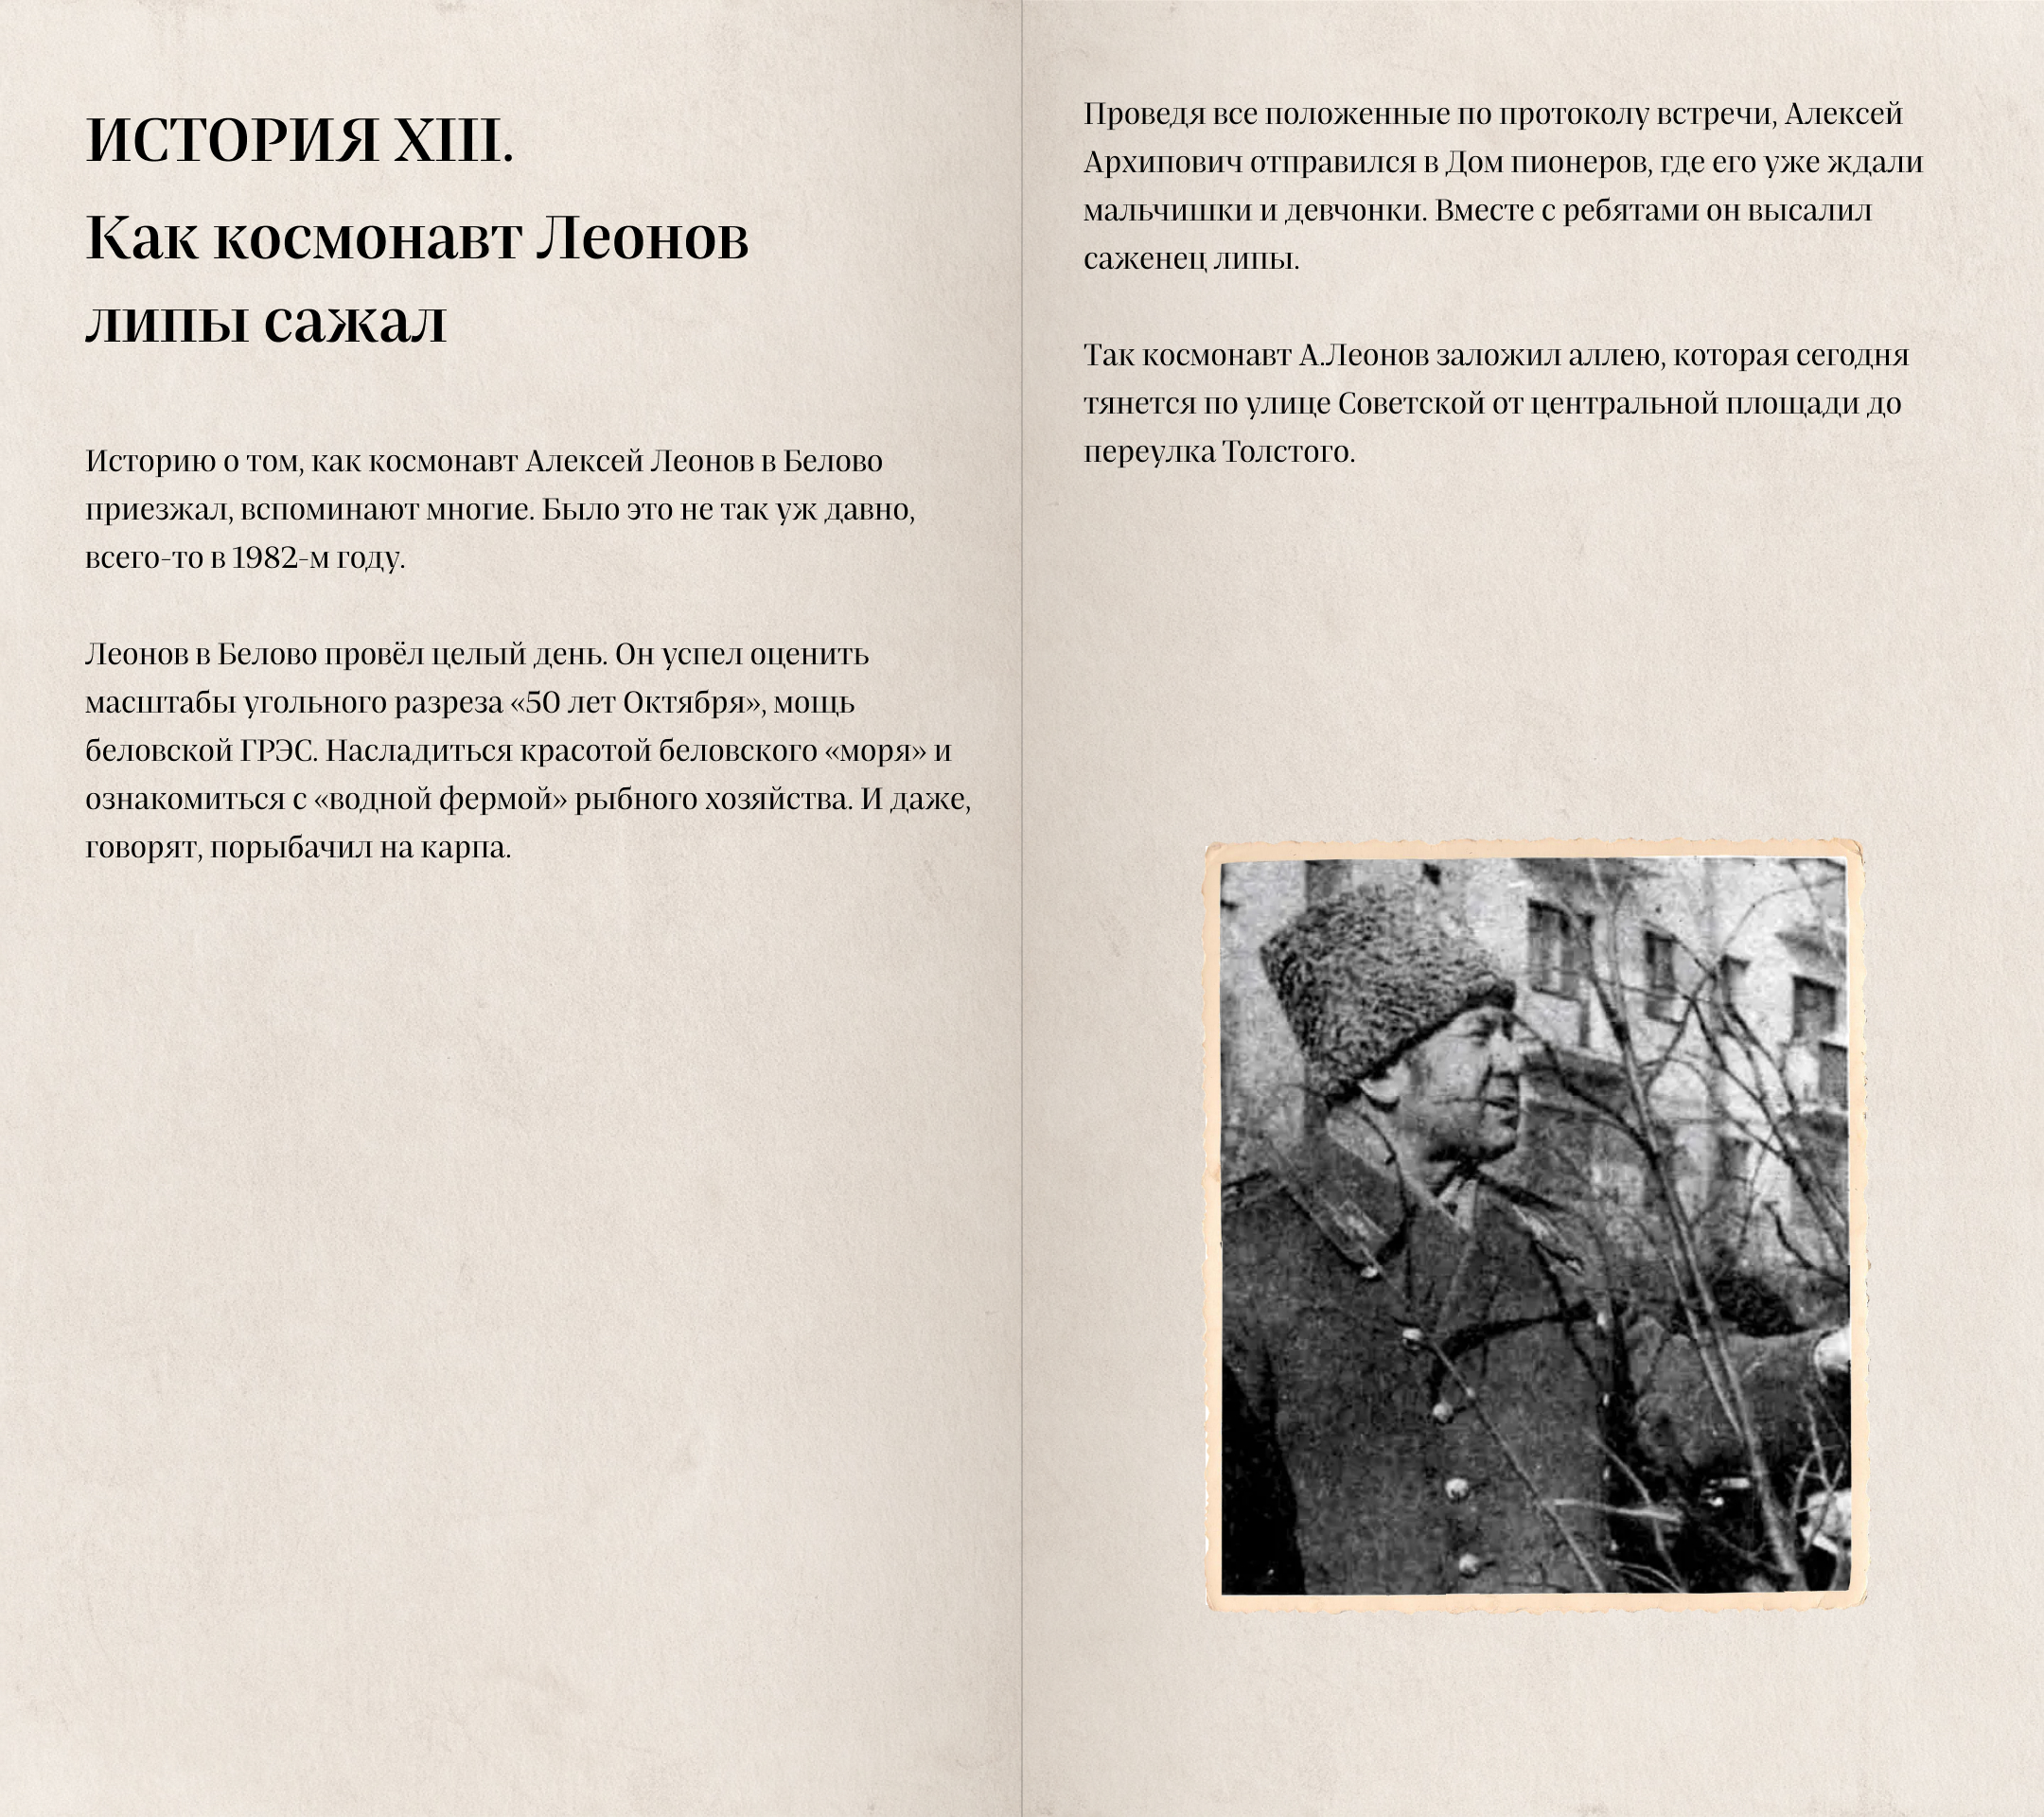 ИСТОРИЯ XIII.
Как космонавт Леонов
липы сажал
Историю о том, как космонавт Алексей Леонов в Белово
приезжал, вспоминают многие. Было это не так уж давно,
всего-то в 1982-м году.
Леонов в Белово провёл целый день. Он успел оценить
масштабы угольного разреза «50 лет Октября», мощь
беловской ГРЭС. Насладиться красотой беловского «моря» и
ознакомиться с «водной фермой» рыбного хозяйства. И даже,
говорят, порыбачил на карпа.
Проведя все положенные по протоколу встречи, Алексей
Архипович отправился в Дом пионеров, где его уже ждали
мальчишки и девчонки. Вместе с ребятами он высалил
саженец липы.
Так космонавт А.Леонов заложил аллею, которая сегодня
тянется по улице Советской от центральной площади до
переулка Толстого.